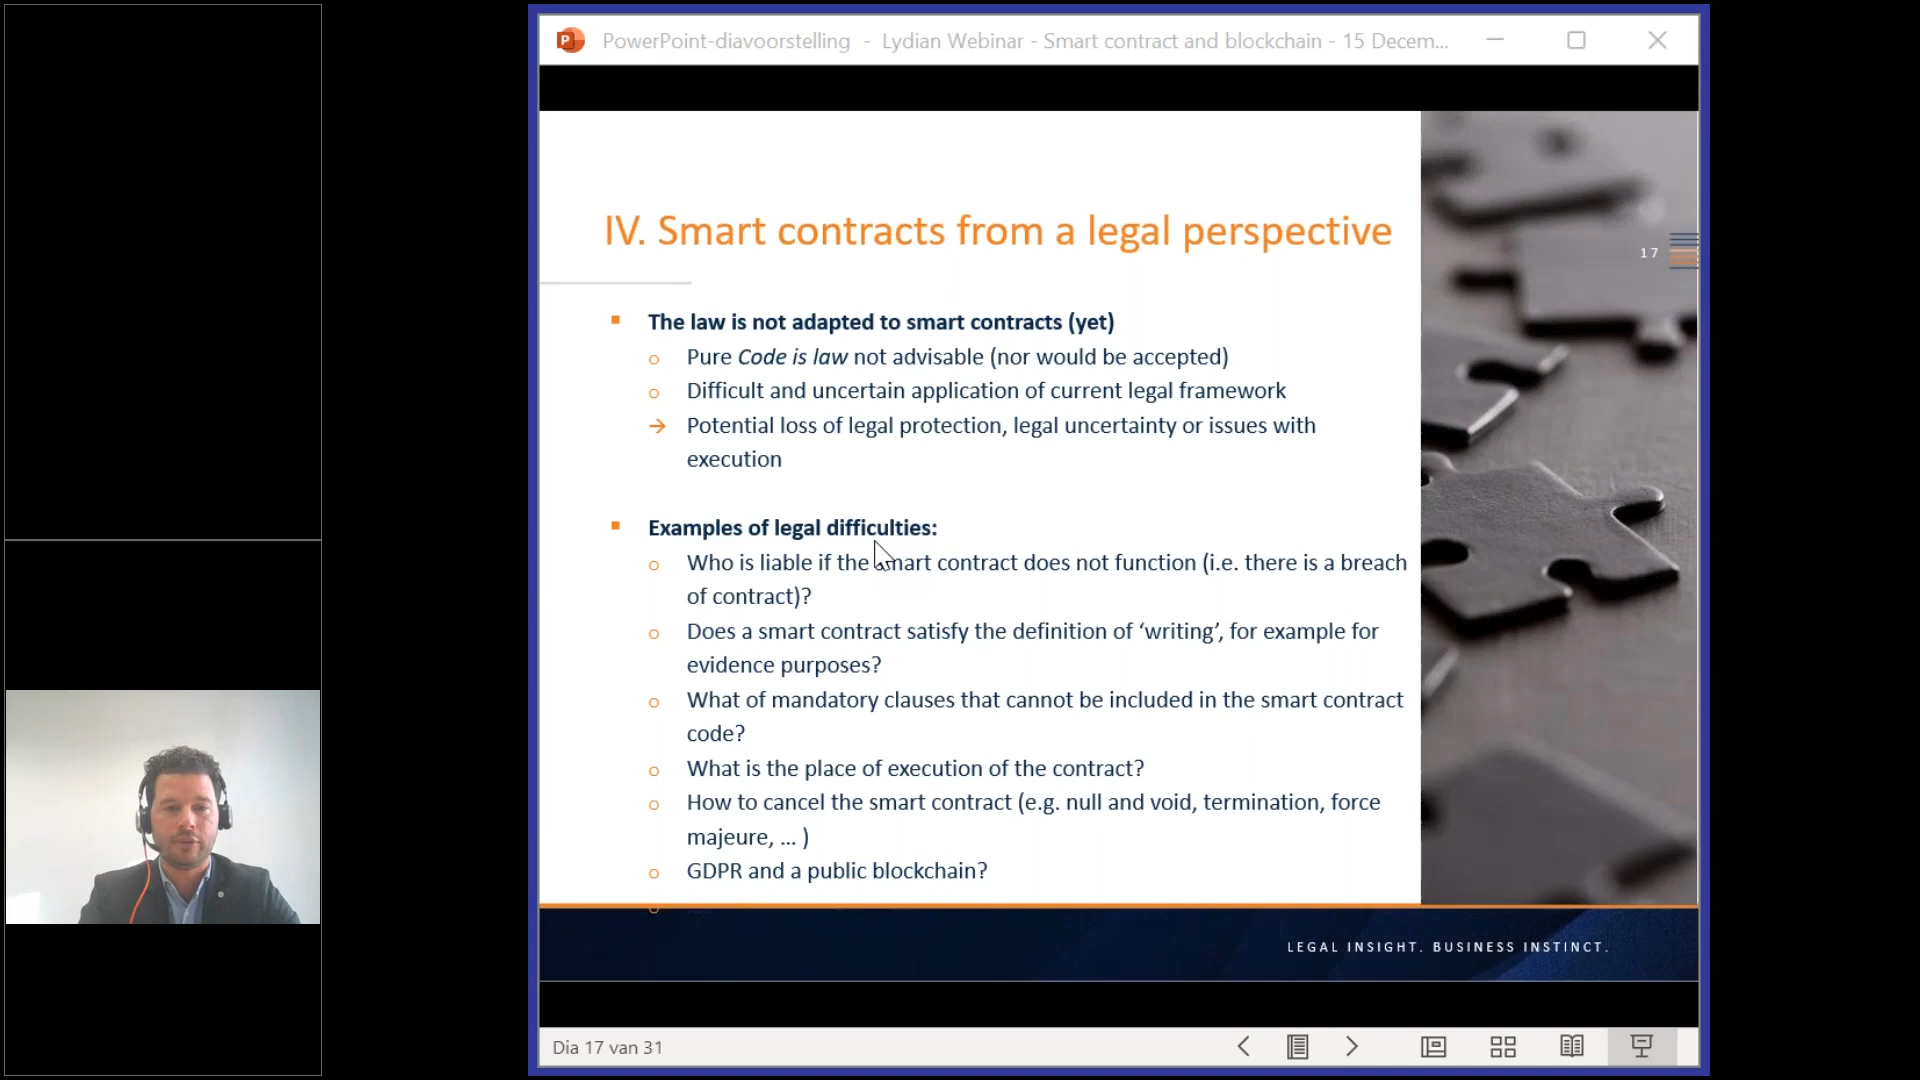 PowerPoint-diavoorstelling - Lydian Webinar - Smart contract and blockchain - 15 Decem...
IV. Smart contracts from a legal perspective
17
The law is not adapted to smart contracts (yet)
Pure Code is law not advisable (nor would be accepted)
Difficult and uncertain application of current legal framework
→ Potential loss of legal protection, legal uncertainty or issues with
execution
Examples of legal difficulties:
Who is liable if the smart contract does not function (i.e. there is a breach
of contract)?
Does a smart contract satisfy the definition of ‘writing’, for example for
evidence purposes?
What of mandatory clauses that cannot be included in the smart contract
code?
What is the place of execution of the contract?
How to cancel the smart contract (e.g. null and void, termination, force
majeure, ... )
GDPR and a public blockchain?
LEGAL INSIGHT. BUSINESS INSTINCT.
Dia 17 van 31